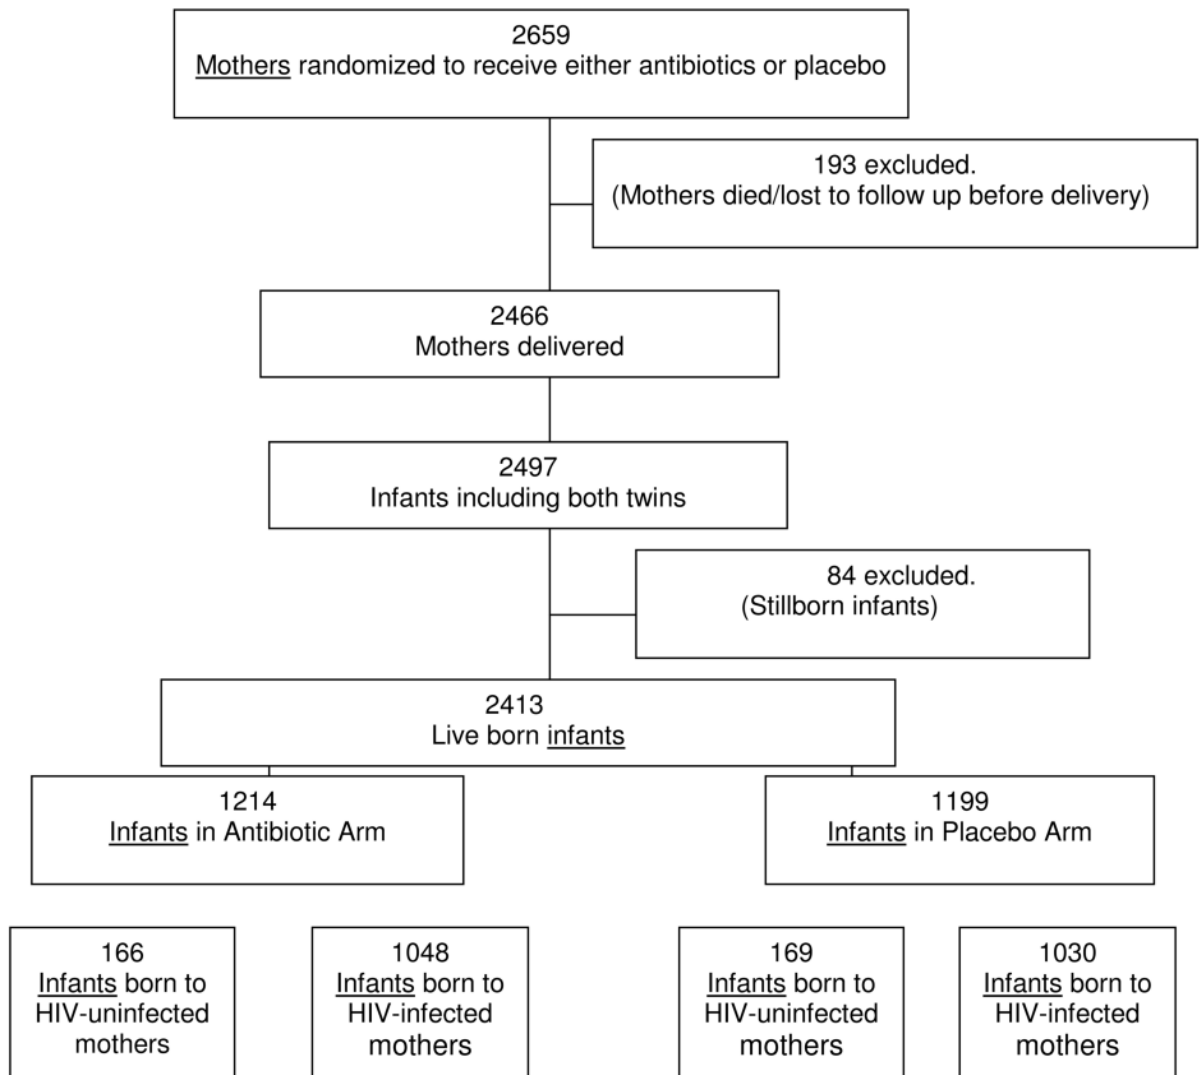 2659
Mothers randomized to receive either antibiotics or placebo
193 excluded.
(Mothers died/lost to follow up before delivery)
2466
Mothers delivered
2497
Infants including both twins
84 excluded.
(Stillborn infants)
2413
Live born infants
1214
Infants in Antibiotic Arm
1199
Infants in Placebo Arm
166
Infants born to
HIV-uninfected
mothers
1048
Infants born to
HIV-infected
mothers
169
Infants born to
HIV-uninfected
mothers
1030
Infants born to
HIV-infected
mothers